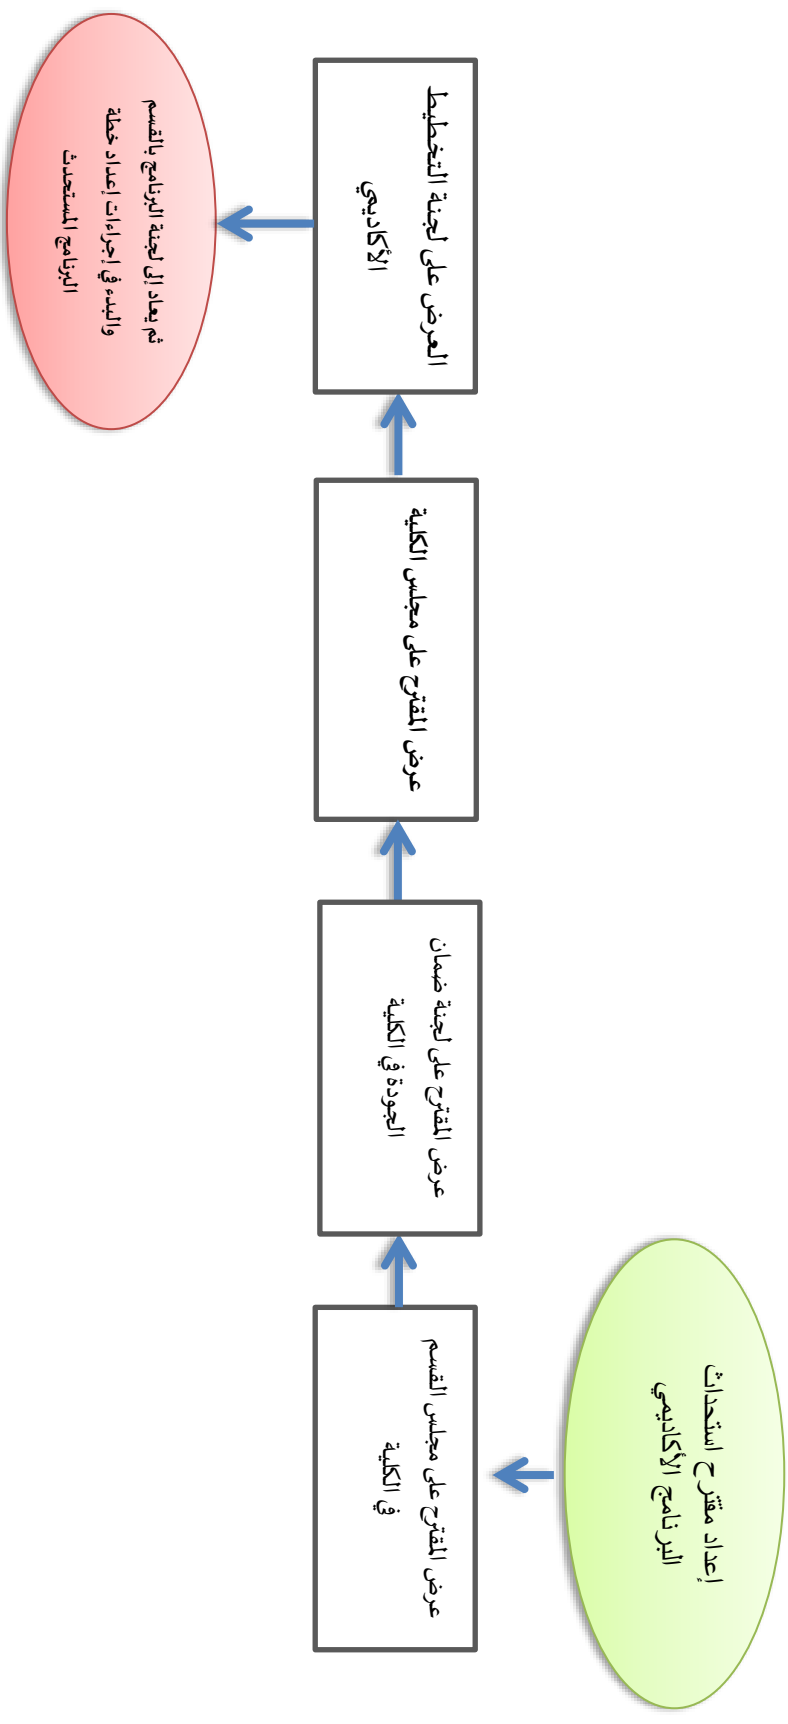 إعداد مقترح استحداث
البرنامج الأكاديمي
عرض المقترح على مجلس القسم
في الكلية
عرض المقترح على لجنة ضمان
الجودة في الكلية
عرض المقترح على مجلس الكلية
العرض على لجنة التخطيط
الأكاديمي
ثم يعاد إلى لجنة البرنامج بالقسم
والبدء في إجراءات إعداد خطة
البرنامج المستحدث